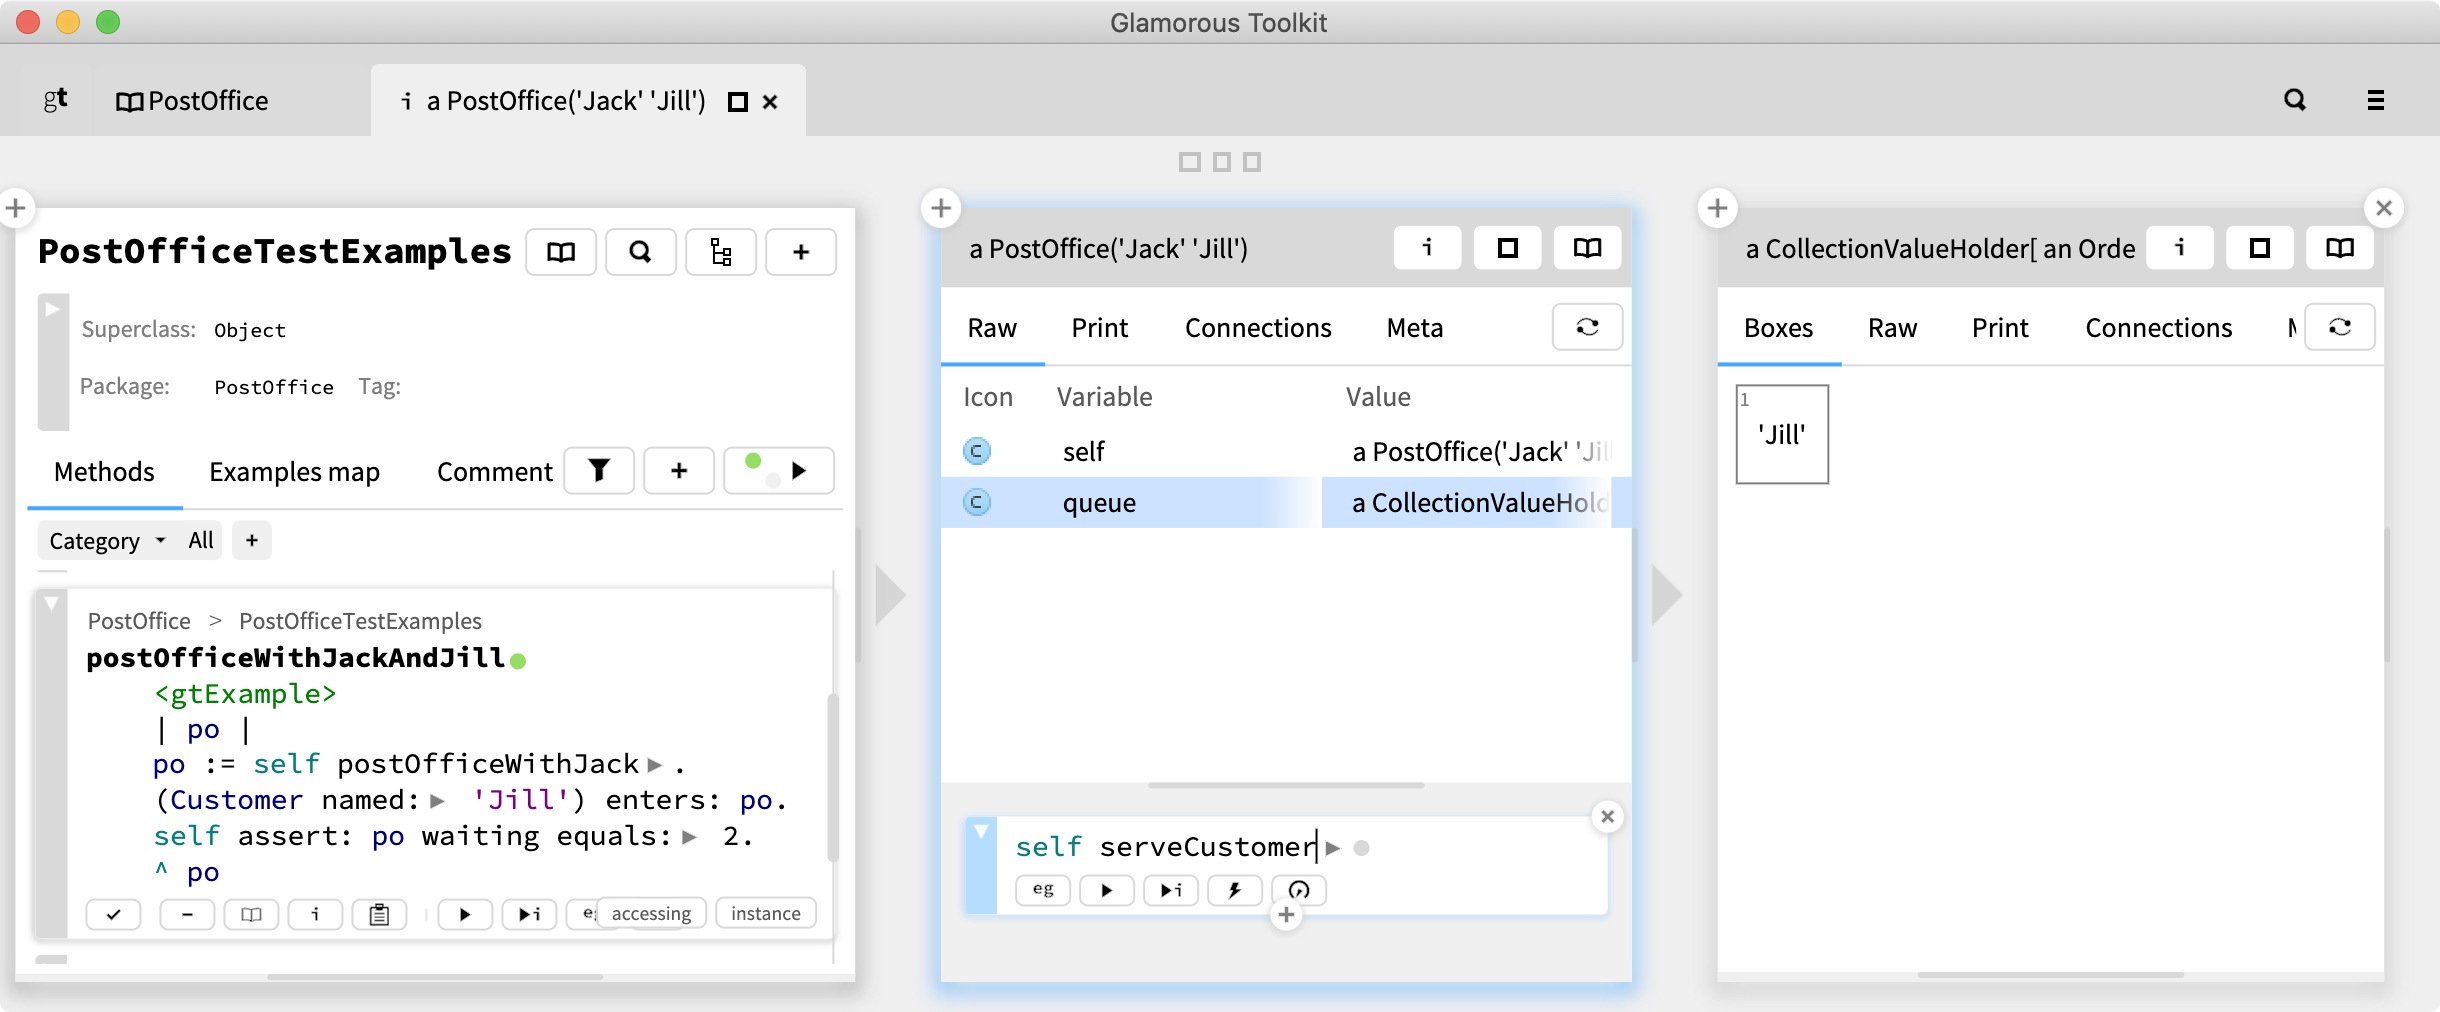 Glamorous Toolkit
gt
PostOffice
i a PostOffice('Jack' 'Jill')
PostOfficeTestExamples
Superclass: Object
Package: PostOffice Tag:
Methods Examples map Comment
Category All +
PostOffice > PostOfficeTestExamples
postOfficeWithJackAndJill
<gtExample>
| po |
po := self postOfficeWithJack .
(Customer named: 'Jill') enters: po.
self assert: po waiting equals: 2.
^ po
i i accessing instance
a PostOffice('Jack' 'Jill') i
Raw Print Connections Meta
Icon Variable Value
C self a PostOffice('Jack' 'Jil
C queue a CollectionValueHold
self serveCustomer
eg i
a CollectionValueHolder[ an Orde i
Boxes Raw Print Connections
1
'Jill'